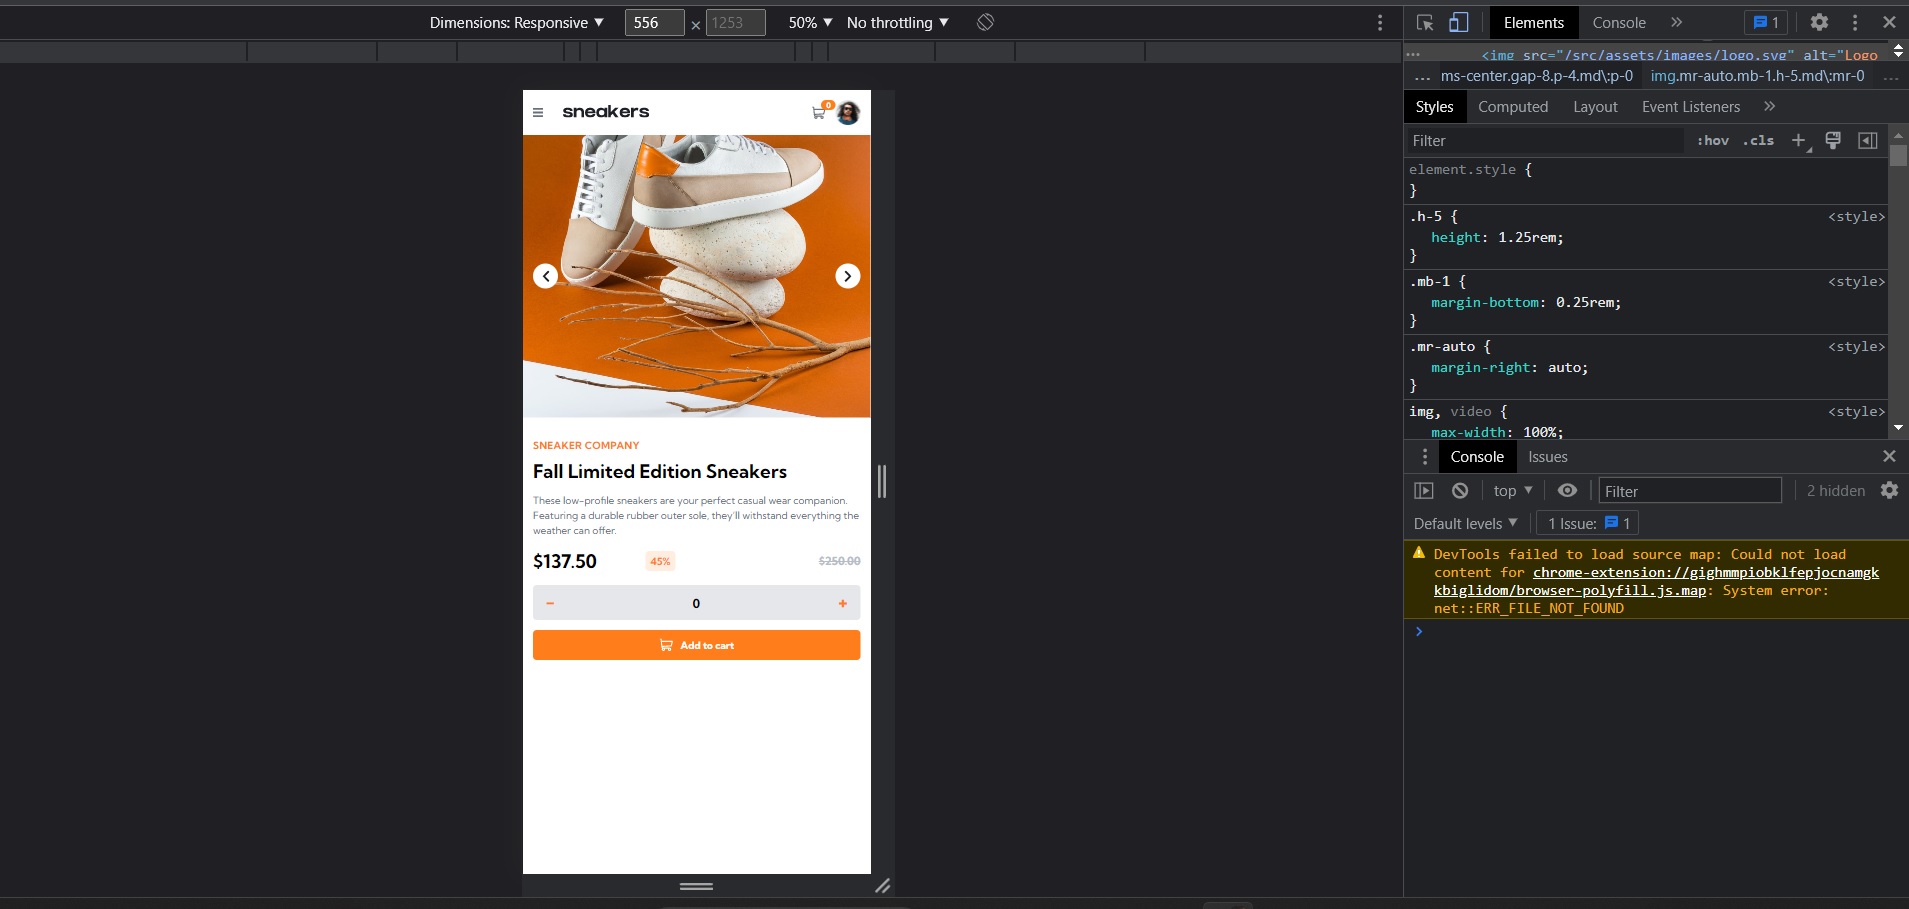 Dimensions: Responsive ▼ 556 × 1253 50% ▼ No throttling ▼
Elements Console » 1
... <img src="/src/assets/images/logo.svg" alt="Logo
... ms-center.gap-8.p-4.md\:p-0 img.mr-auto.mb-1.h-5.md\:mr-0 ...
Styles Computed Layout Event Listeners »
Filter :hov .cls +
element.style {
}
.h-5 { <style>
height: 1.25rem;
}
.mb-1 { <style>
margin-bottom: 0.25rem;
}
.mr-auto { <style>
margin-right: auto;
}
img, video { <style>
max-width: 100%;
Console Issues
top ▼ Filter 2 hidden
Default levels ▼ 1 Issue: 1
DevTools failed to load source map: Could not load
content for chrome-extension://gighmmpiobklfepjocnamgk
kbiglidom/browser-polyfill.js.map: System error:
net::ERR_FILE_NOT_FOUND
sneakers 0
SNEAKER COMPANY
Fall Limited Edition Sneakers
These low-profile sneakers are your perfect casual wear companion.
Featuring a durable rubber outer sole, they'll withstand everything the
weather can offer.
$137.50 45% $250.00
− 0 +
Add to cart